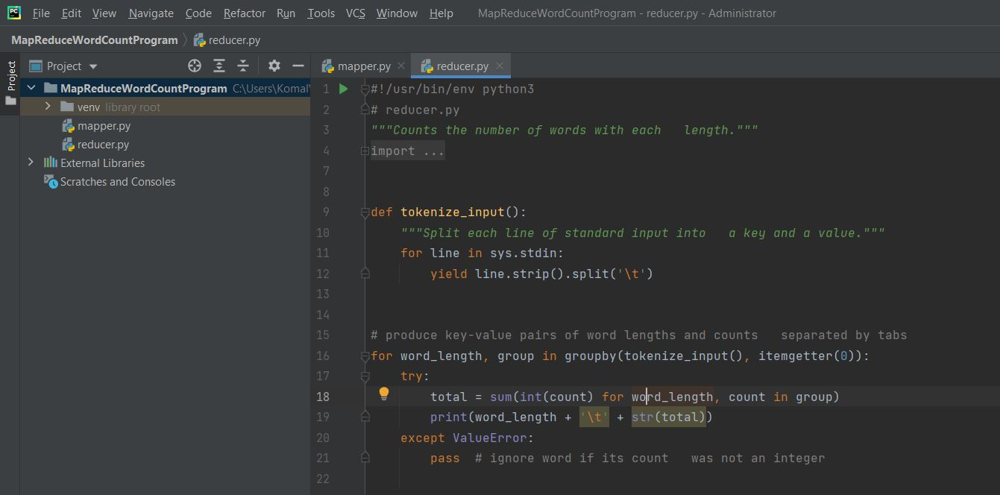 PC File Edit View Navigate Code Refactor Run Tools VCS Window Help MapReduceWordCountProgram - reducer.py - Administrator
MapReduceWordCountProgram reducer.py
Project
Project
MapReduceWordCountProgram C:\Users\Komal\
venv library root
mapper.py
reducer.py
External Libraries
Scratches and Consoles
mapper.py reducer.py
1 #!/usr/bin/env python3
2 # reducer.py
3 """Counts the number of words with each   length."""
4 import ...
7
8
9 def tokenize_input():
10     """Split each line of standard input into   a key and a value."""
11     for line in sys.stdin:
12         yield line.strip().split('\t')
13
14
15 # produce key-value pairs of word lengths and counts   separated by tabs
16 for word_length, group in groupby(tokenize_input(), itemgetter(0)):
17     try:
18         total = sum(int(count) for word_length, count in group)
19         print(word_length + '\t' + str(total))
20     except ValueError:
21         pass  # ignore word if its count   was not an integer
22